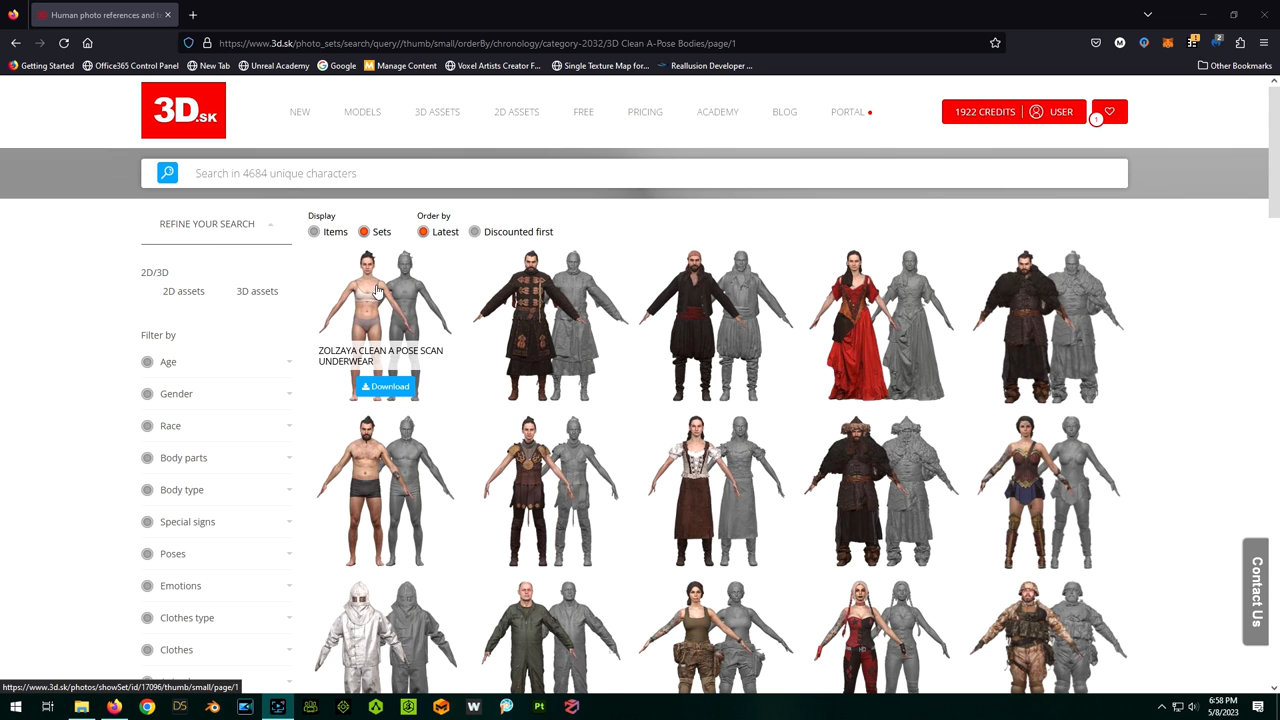 Human photo references and t
https://www.3d.sk/photo_sets/search/query//thumb/small/orderBy/chronology/category-2032/3D Clean A-Pose Bodies/page/1
Getting Started
Office365 Control Panel
New Tab
Unreal Academy
Google
Manage Content
Voxel Artists Creator F...
Single Texture Map for...
Reallusion Developer ...
Other Bookmarks
3D.SK
NEW
MODELS
3D ASSETS
2D ASSETS
FREE
PRICING
ACADEMY
BLOG
PORTAL
1922 CREDITS
USER
1
Search in 4684 unique characters
REFINE YOUR SEARCH
Display
Order by
Items
Sets
Latest
Discounted first
2D/3D
2D assets
3D assets
Filter by
Age
Gender
Race
Body parts
Body type
Special signs
Poses
Emotions
Clothes type
Clothes
ZOLZAYA CLEAN A POSE SCAN
UNDERWEAR
Download
Contact Us
https://www.3d.sk/photos/showSet/id/17096/thumb/small/page/1
6:58 PM
5/8/2023